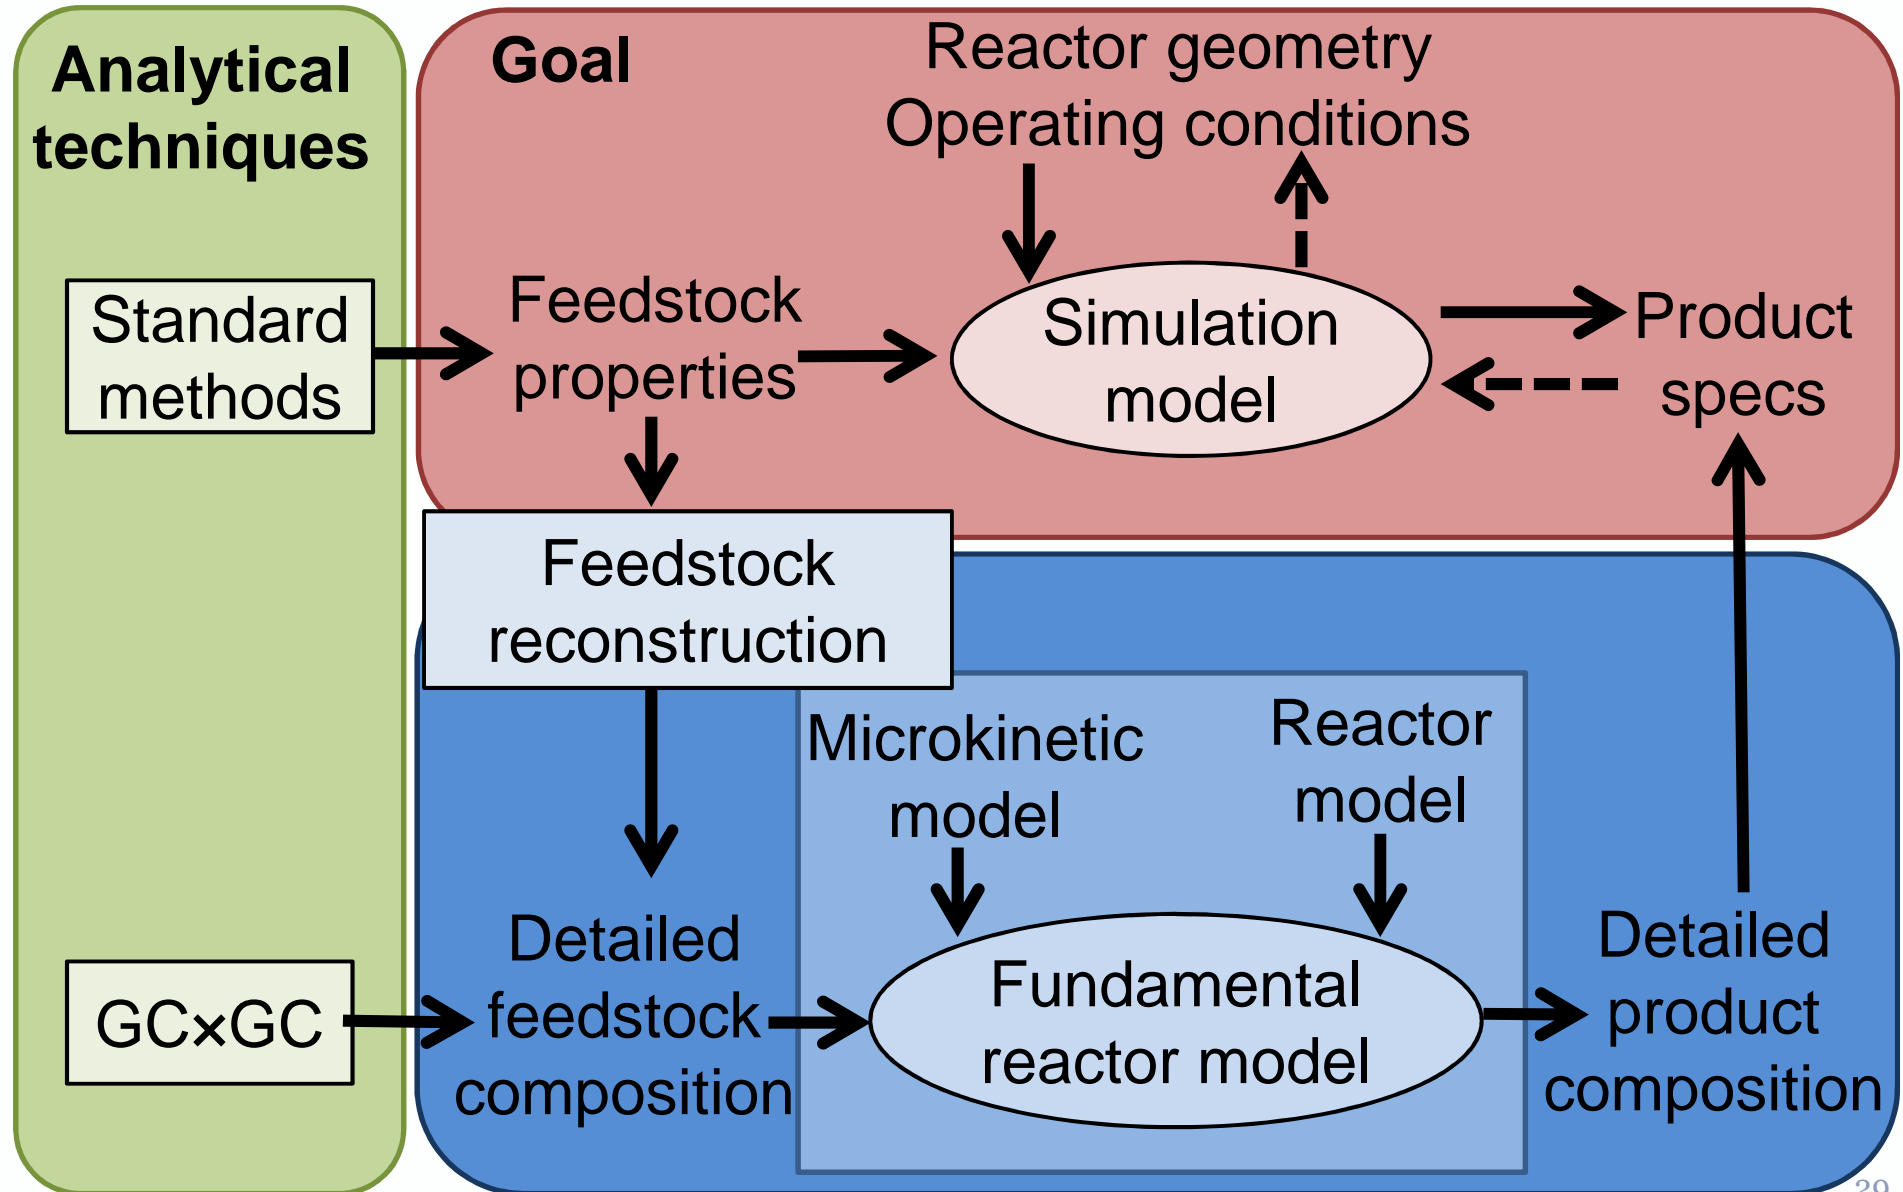 Analytical
techniques
Goal
Reactor geometry
Operating conditions
Standard
methods
Feedstock
properties
Simulation
model
Product
specs
Feedstock
reconstruction
Microkinetic
model
Reactor
model
GC×GC
Detailed
feedstock
composition
Fundamental
reactor model
Detailed
product
composition